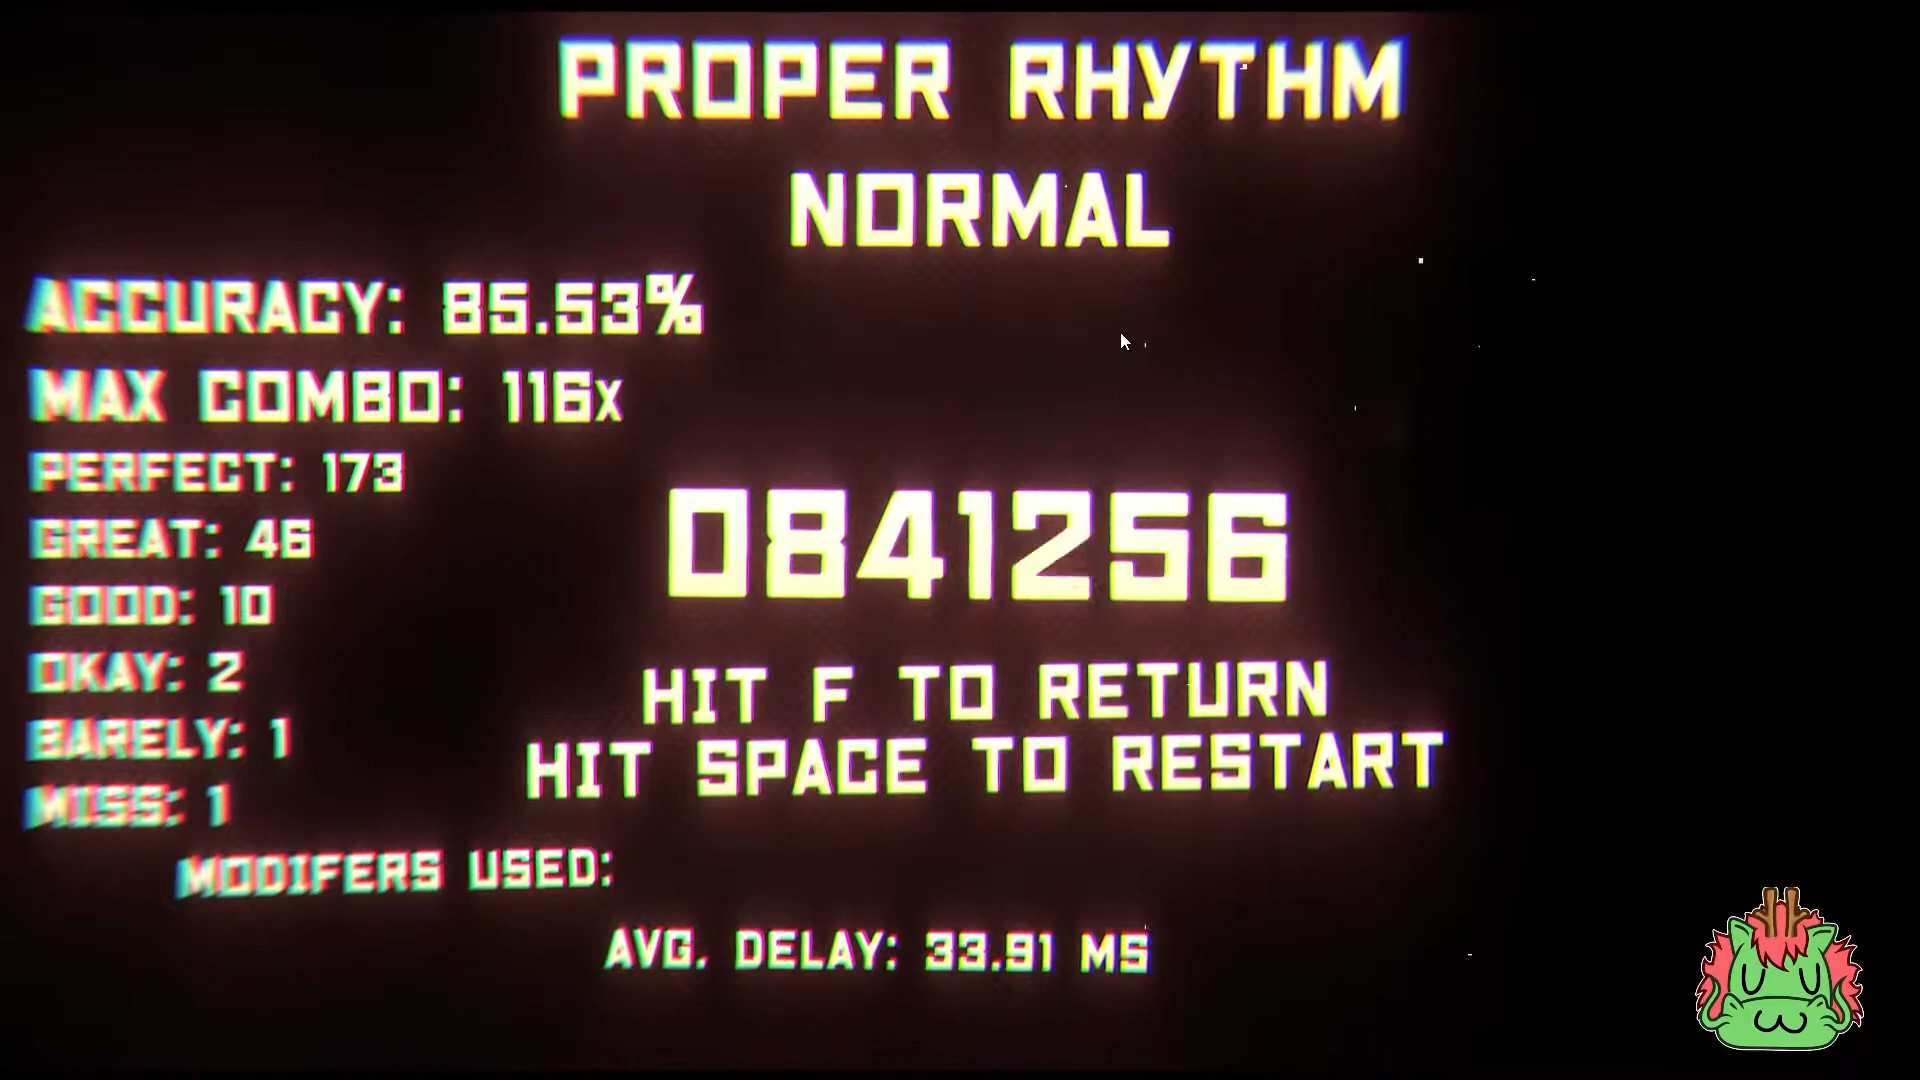 PROPER RHYTHM
NORMAL
ACCURACY: 85.53%
MAX COMBO: 116x
PERFECT: 173
GREAT: 46
GOOD: 10
OKAY: 2
BARELY: 1
MISS: 1
0841256
HIT F TO RETURN
HIT SPACE TO RESTART
MODIFERS USED:
AVG. DELAY: 33.91 MS